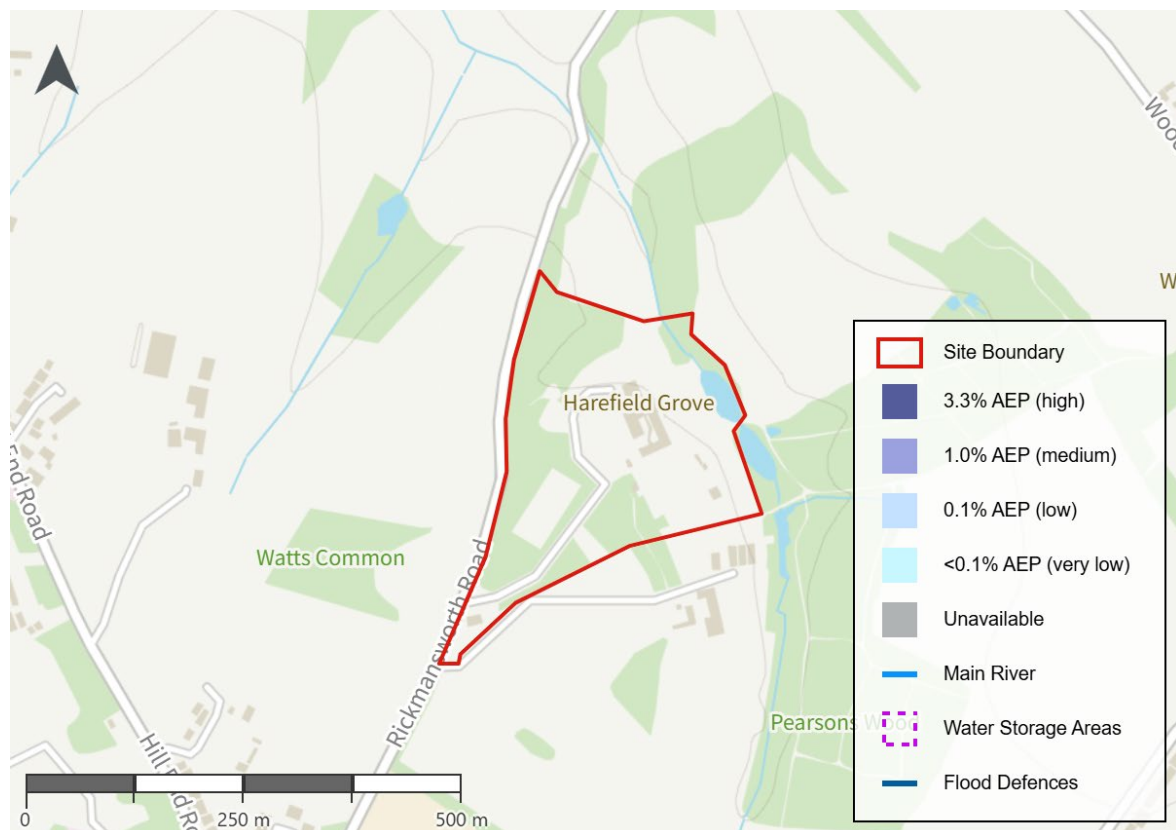 Wood
W
Harefield Grove
End Road
Watts Common
Rickmansworth Road
Hill End Ro
Pearsons Wood
0
250 m
500 m
Site Boundary
3.3% AEP (high)
1.0% AEP (medium)
0.1% AEP (low)
<0.1% AEP (very low)
Unavailable
Main River
Water Storage Areas
Flood Defences